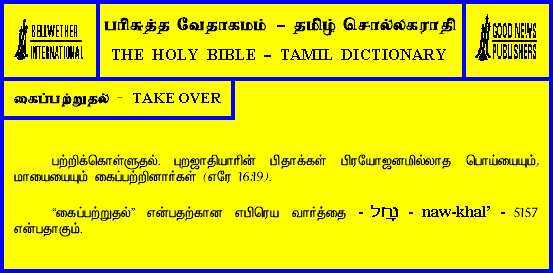 BELLWETHER
INTERNATIONAL
பரிசுத்த வேதாகமம் – தமிழ் சொல்லகராதி
THE HOLY BIBLE – TAMIL DICTIONARY
GOOD NEWS
PUBLISHERS
கைப்பற்றுதல் – TAKE OVER
பற்றிக்கொள்ளுதல். புறஜாதியாரின் பிதாக்கள் பிரயோஜனமில்லாத பொய்யையும்,
மாயையையும் கைப்பற்றினார்கள் (எரே 16:19).
“கைப்பற்றுதல்” என்பதற்கான எபிரெய வார்த்தை - נָחַל - naw-khal’ - 5157
என்பதாகும்.